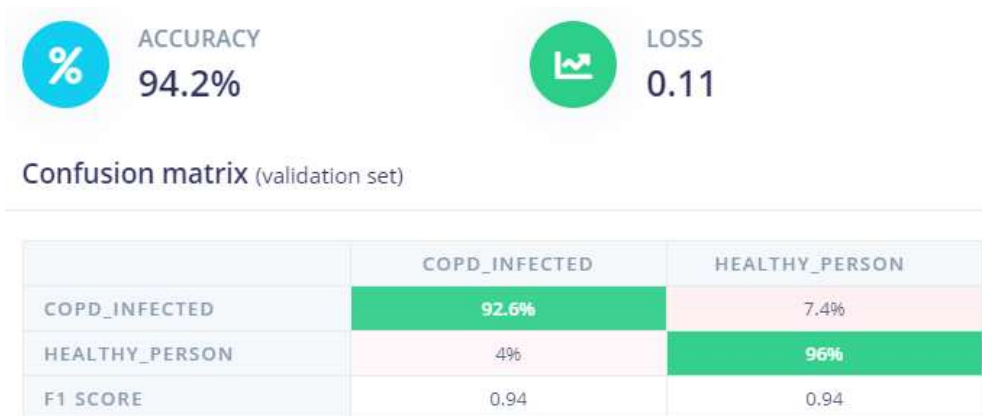 %
ACCURACY
94.2%
LOSS
0.11
Confusion matrix (validation set)
COPD_INFECTED HEALTHY_PERSON
COPD_INFECTED 92.6% 7.4%
HEALTHY_PERSON 4% 96%
F1 SCORE 0.94 0.94